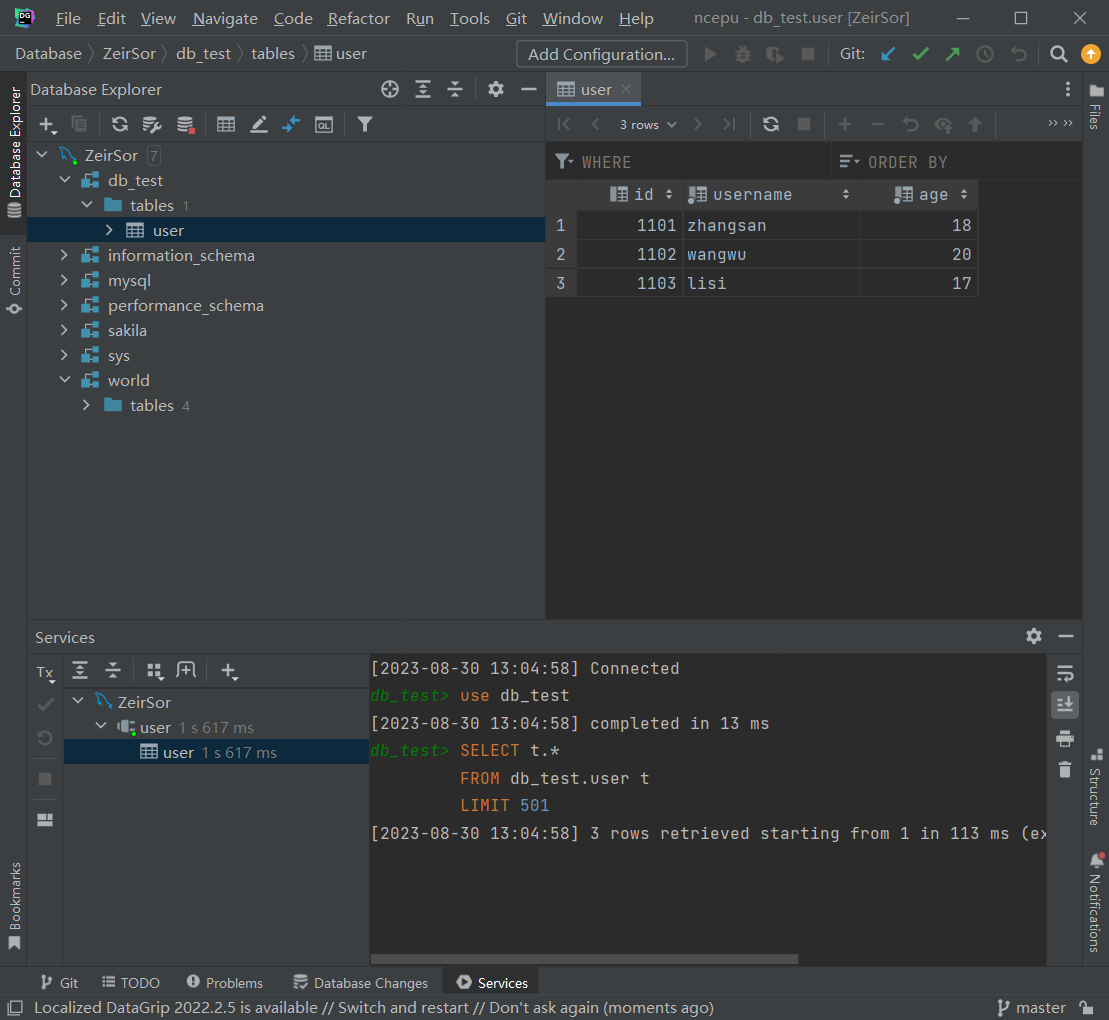 DG File Edit View Navigate Code Refactor Run Tools Git Window Help ncepu - db_test.user [ZeirSor]
Database ZeirSor db_test tables user Add Configuration... Git:
Database Explorer
user
3 rows
QL
WHERE
ORDER BY
ZeirSor 7
db_test
tables 1
user
information_schema
mysql
performance_schema
sakila
sys
world
tables 4
id username age
1 1101 zhangsan 18
2 1102 wangwu 20
3 1103 lisi 17
Database Explorer
Commit
Bookmarks
Files
Structure
Notifications
Services
Tx
ZeirSor
user 1 s 617 ms
user 1 s 617 ms
[2023-08-30 13:04:58] Connected
db_test> use db_test
[2023-08-30 13:04:58] completed in 13 ms
db_test> SELECT t.*
FROM db_test.user t
LIMIT 501
[2023-08-30 13:04:58] 3 rows retrieved starting from 1 in 113 ms (ex
Git TODO Problems Database Changes Services
Localized DataGrip 2022.2.5 is available // Switch and restart // Don't ask again (moments ago) master